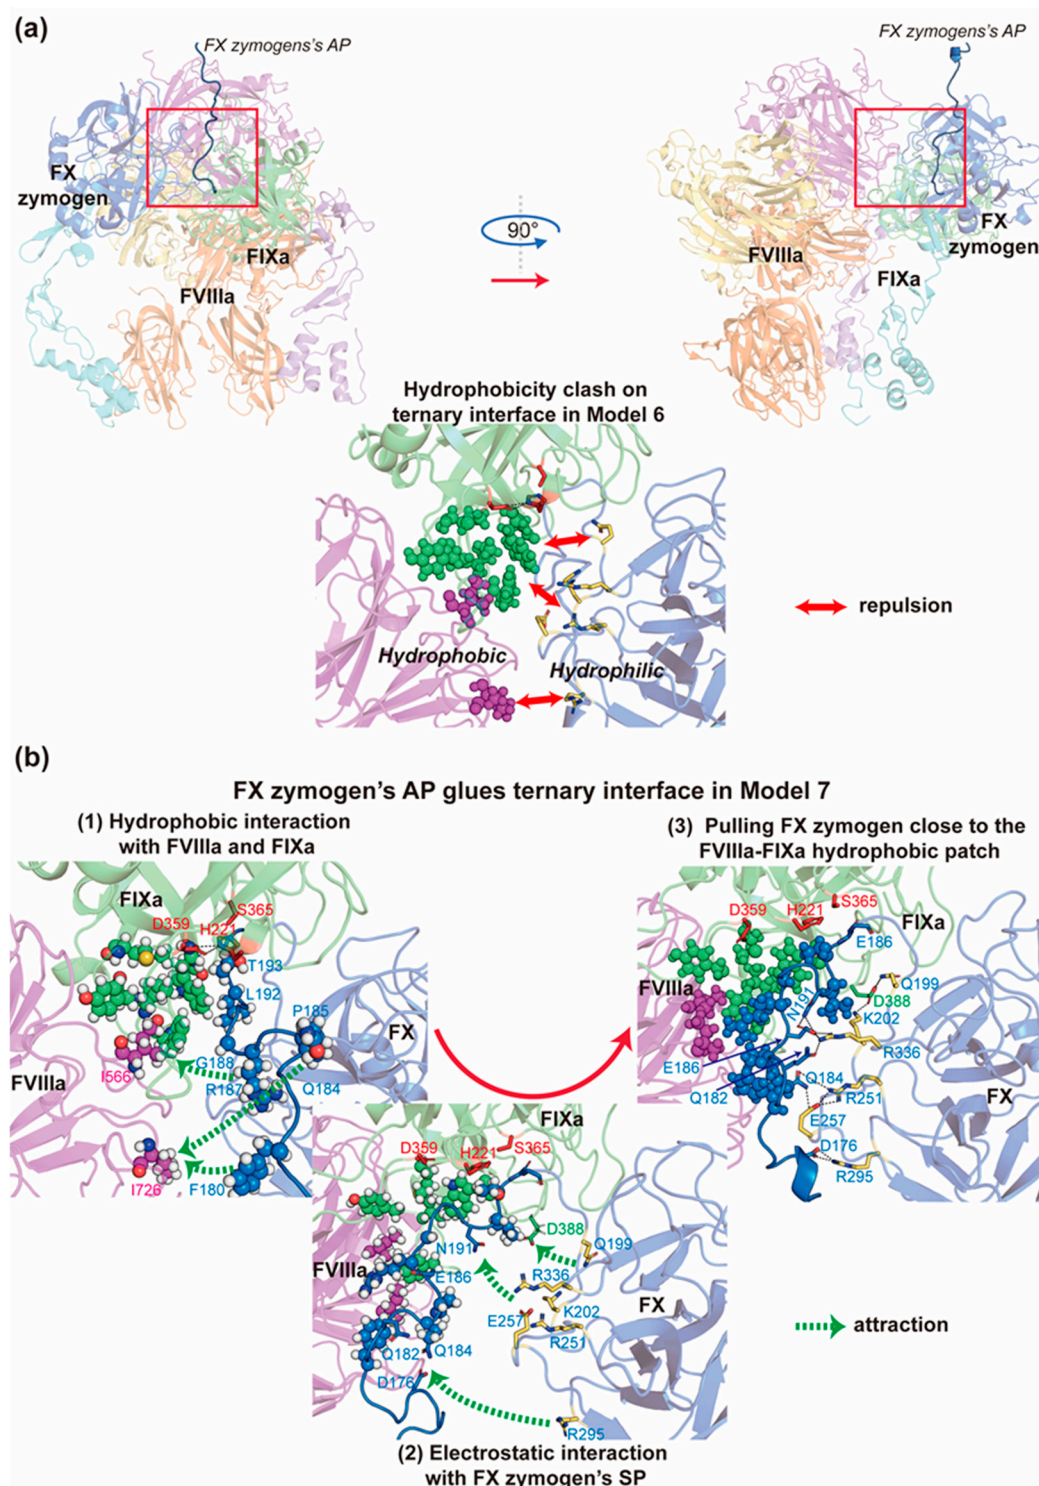 (a)
FX zymogens's AP
FX zymogens's AP
FX
zymogen
FIXa
FVIIIa
90°
FVIIIa
FIXa
FX
zymogen
Hydrophobicity clash on
ternary interface in Model 6
Hydrophobic
Hydrophilic
repulsion
(b)
FX zymogen's AP glues ternary interface in Model 7
(1) Hydrophobic interaction
with FVIIIa and FIXa
FIXa
S365
D359
H221
T193
L192
P185
FX
G188
I566
R187
Q184
FVIIIa
I726
F180
(3) Pulling FX zymogen close to the
FVIIIa-FIXa hydrophobic patch
S365
D359
H221
FIXa
E186
FVIIIa
N191
Q199
D388
K202
R336
E186
Q184
Q182
R251
FX
E257
D176
R295
FIXa
D359
H221
S365
D388
N191
Q199
FVIIIa
E186
R336
K202
FX
E257
R251
Q182
Q184
D176
R295
attraction
(2) Electrostatic interaction
with FX zymogen's SP